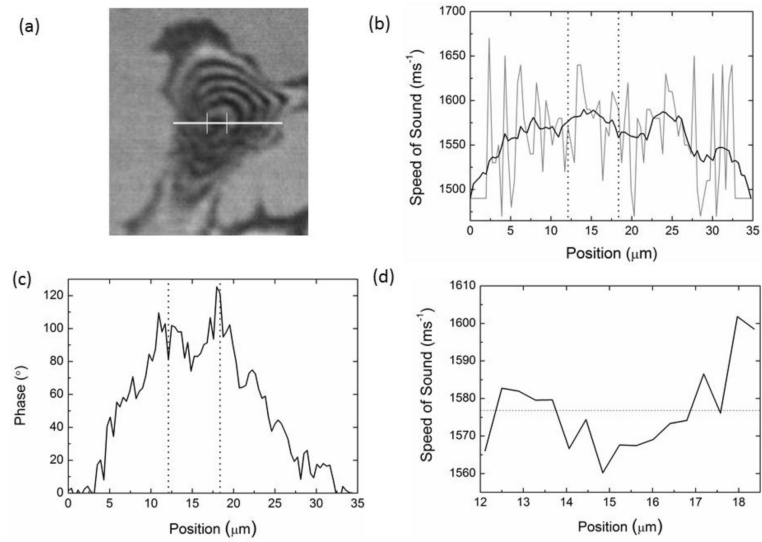 (a)
(b)
1700
1650
1600
1550
1500
Speed of Sound (ms⁻¹)
0 5 10 15 20 25 30 35
Position (μm)
(c)
120
100
80
60
40
20
0
Phase (°)
0 5 10 15 20 25 30 35
Position (μm)
(d)
1610
1600
1590
1580
1570
1560
Speed of Sound (ms⁻¹)
12 13 14 15 16 17 18
Position (μm)